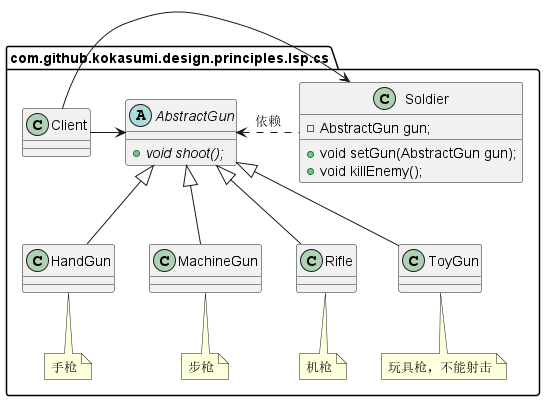 com.github.kokasumi.design.principles.lsp.cs
C Client
A AbstractGun
void shoot();
依赖
C Soldier
AbstractGun gun;
void setGun(AbstractGun gun);
void killEnemy();
C HandGun
C MachineGun
C Rifle
C ToyGun
手枪
步枪
机枪
玩具枪，不能射击